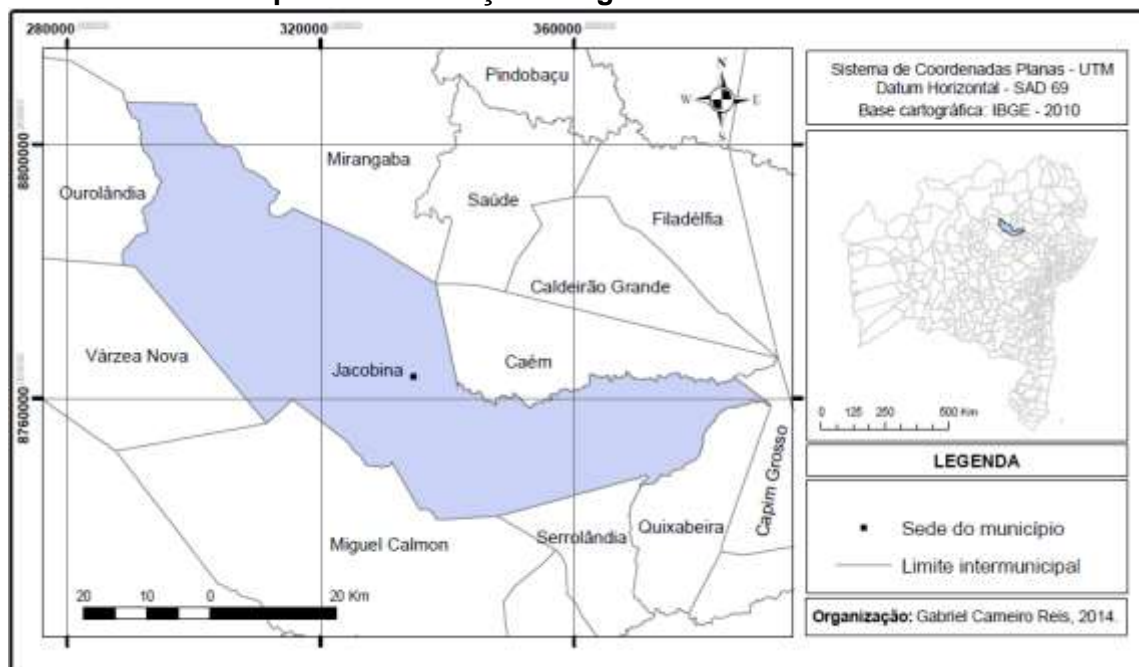 280000
320000
360000
8800000
8760000
N
W
E
S
Pindobaçu
Mirangaba
Ourolândia
Saúde
Filadélfia
Caldeirão Grande
Várzea Nova
Caém
Jacobina
Capim Grosso
Miguel Calmon
Serrolândia
Quixabeira
20 10 0 20 Km
Sistema de Coordenadas Planas - UTM
Datum Horizontal - SAD 69
Base cartográfica: IBGE - 2010
0 125 250 500 Km
LEGENDA
Sede do município
Limite intermunicipal
Organização: Gabriel Carneiro Reis, 2014.